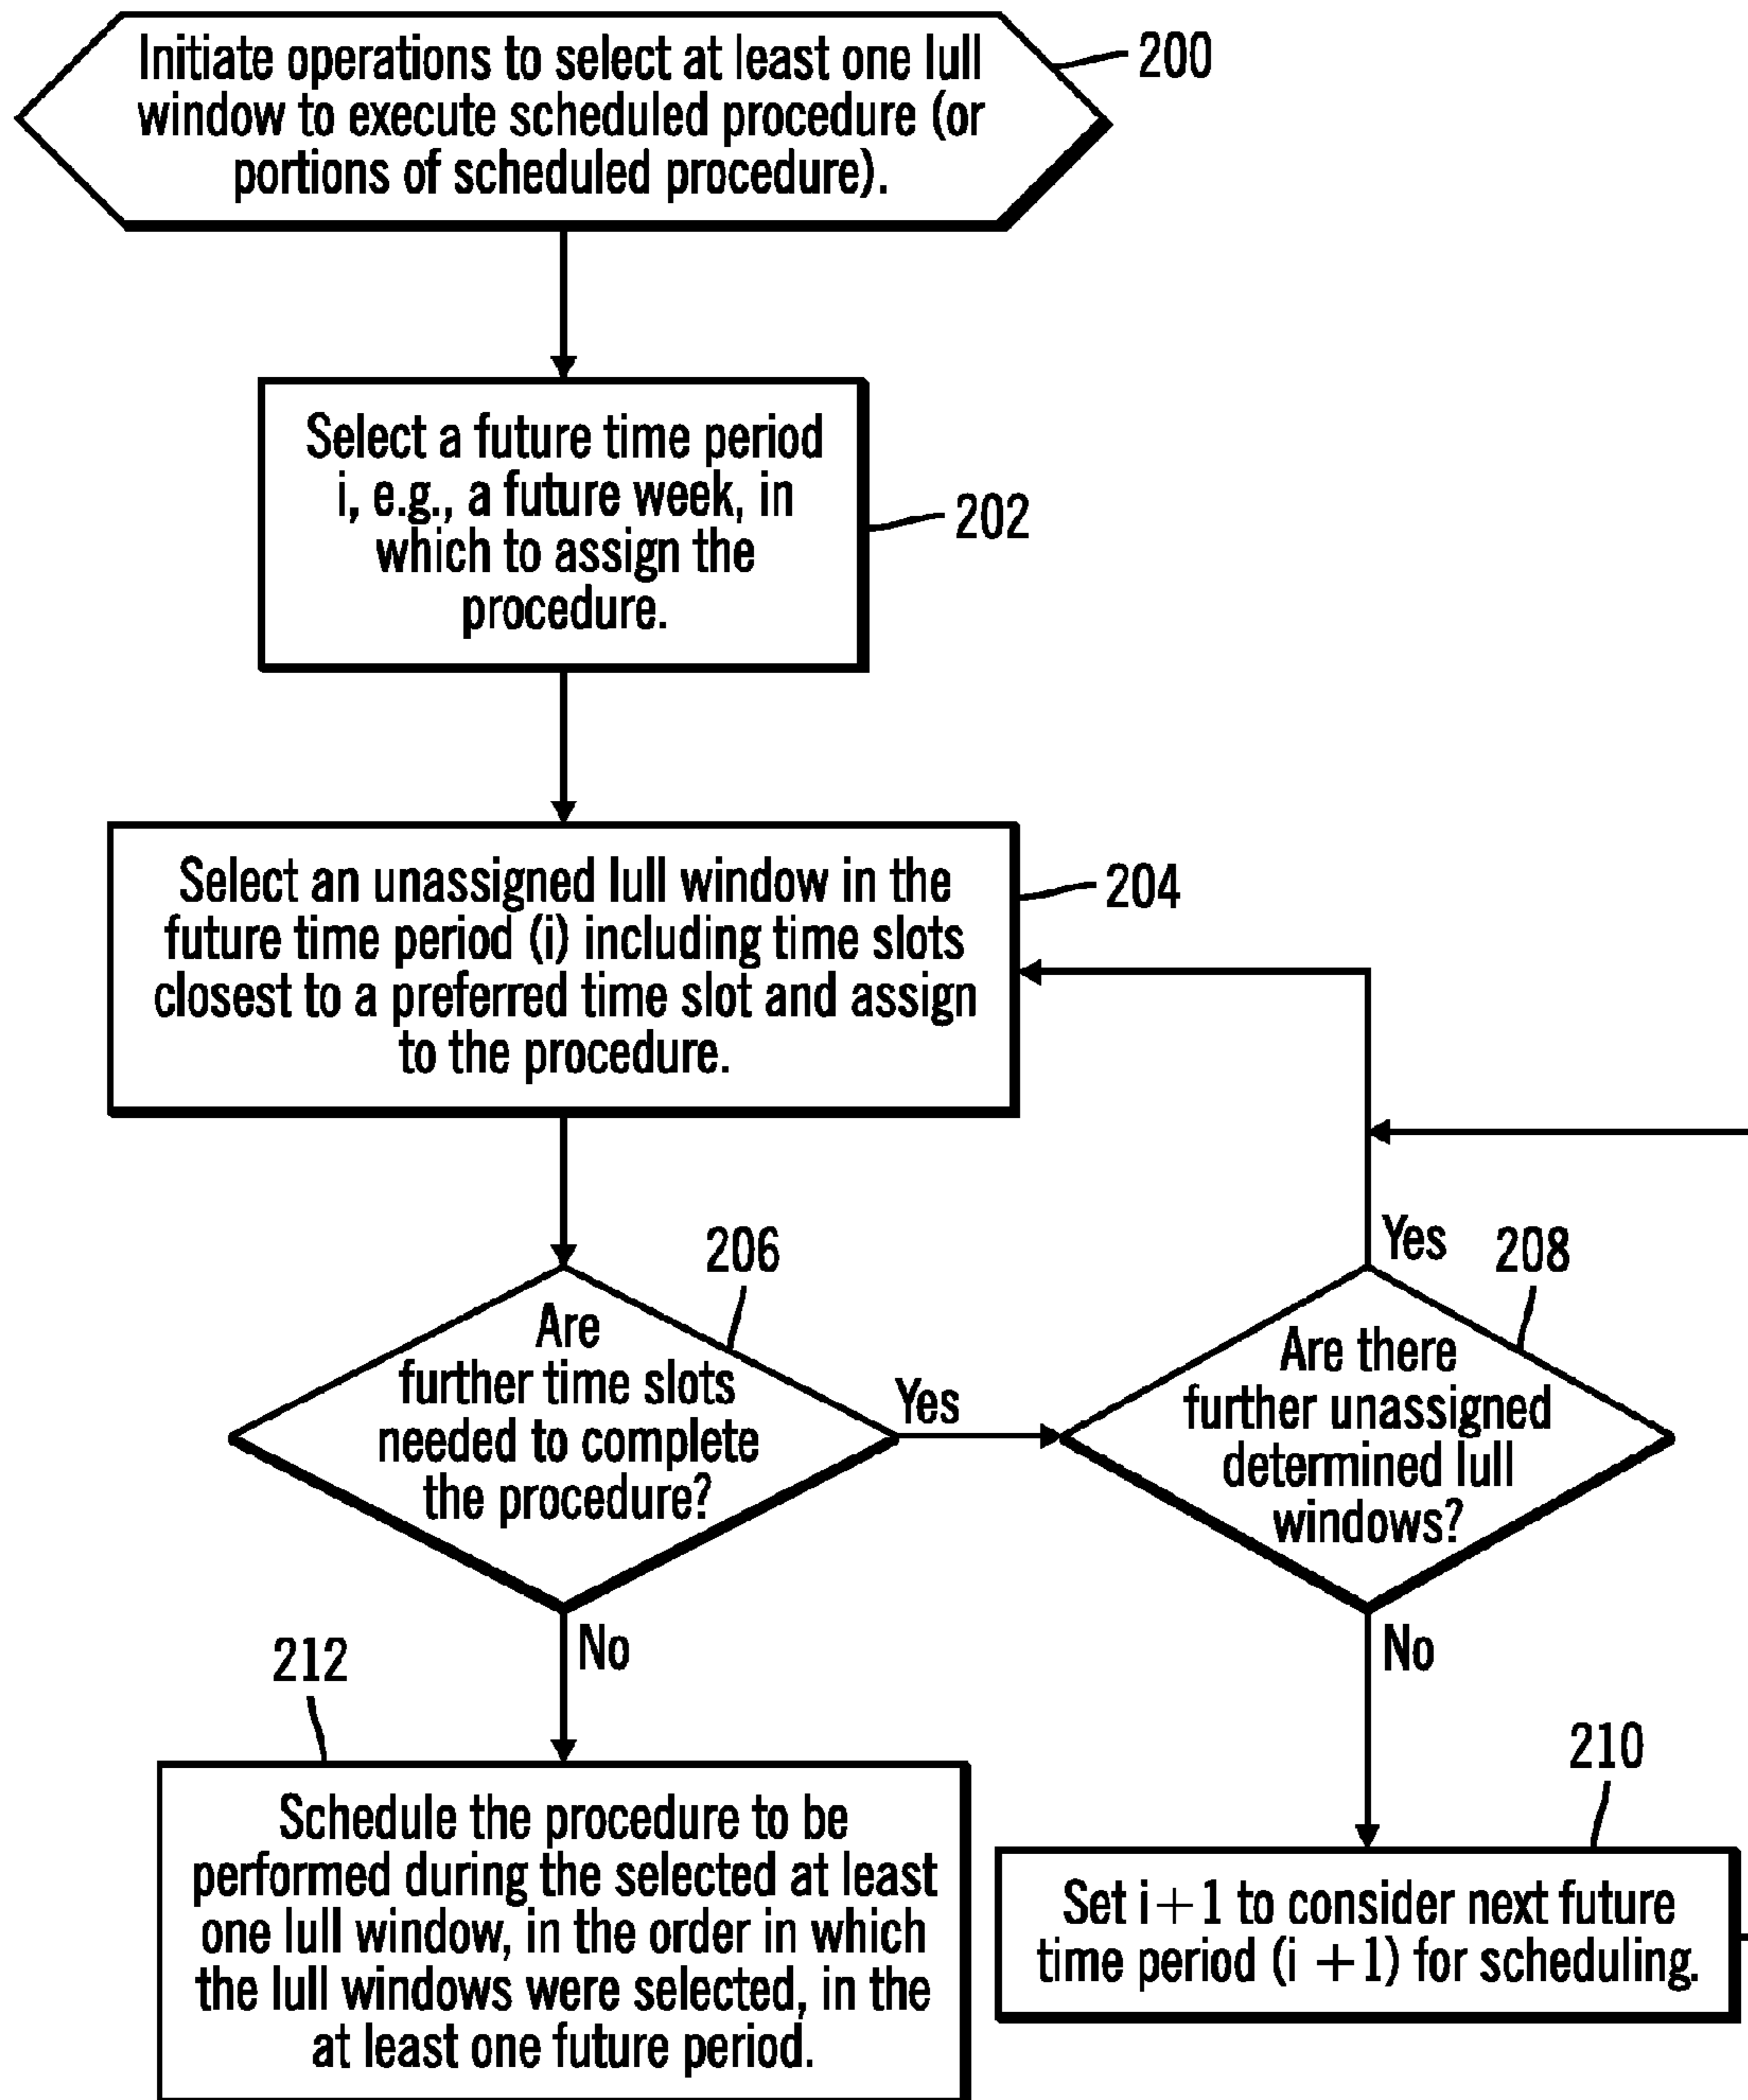 Initiate operations to select at least one lull
window to execute scheduled procedure (or
portions of scheduled procedure).
200
Select a future time period
i, e.g., a future week, in
which to assign the
procedure.
202
Select an unassigned lull window in the
future time period (i) including time slots
closest to a preferred time slot and assign
to the procedure.
204
206
Are
further time slots
needed to complete
the procedure?
Yes
No
Yes
208
Are there
further unassigned
determined lull
windows?
No
212
Schedule the procedure to be
performed during the selected at least
one lull window, in the order in which
the lull windows were selected, in the
at least one future period.
210
Set i+1 to consider next future
time period (i +1) for scheduling.